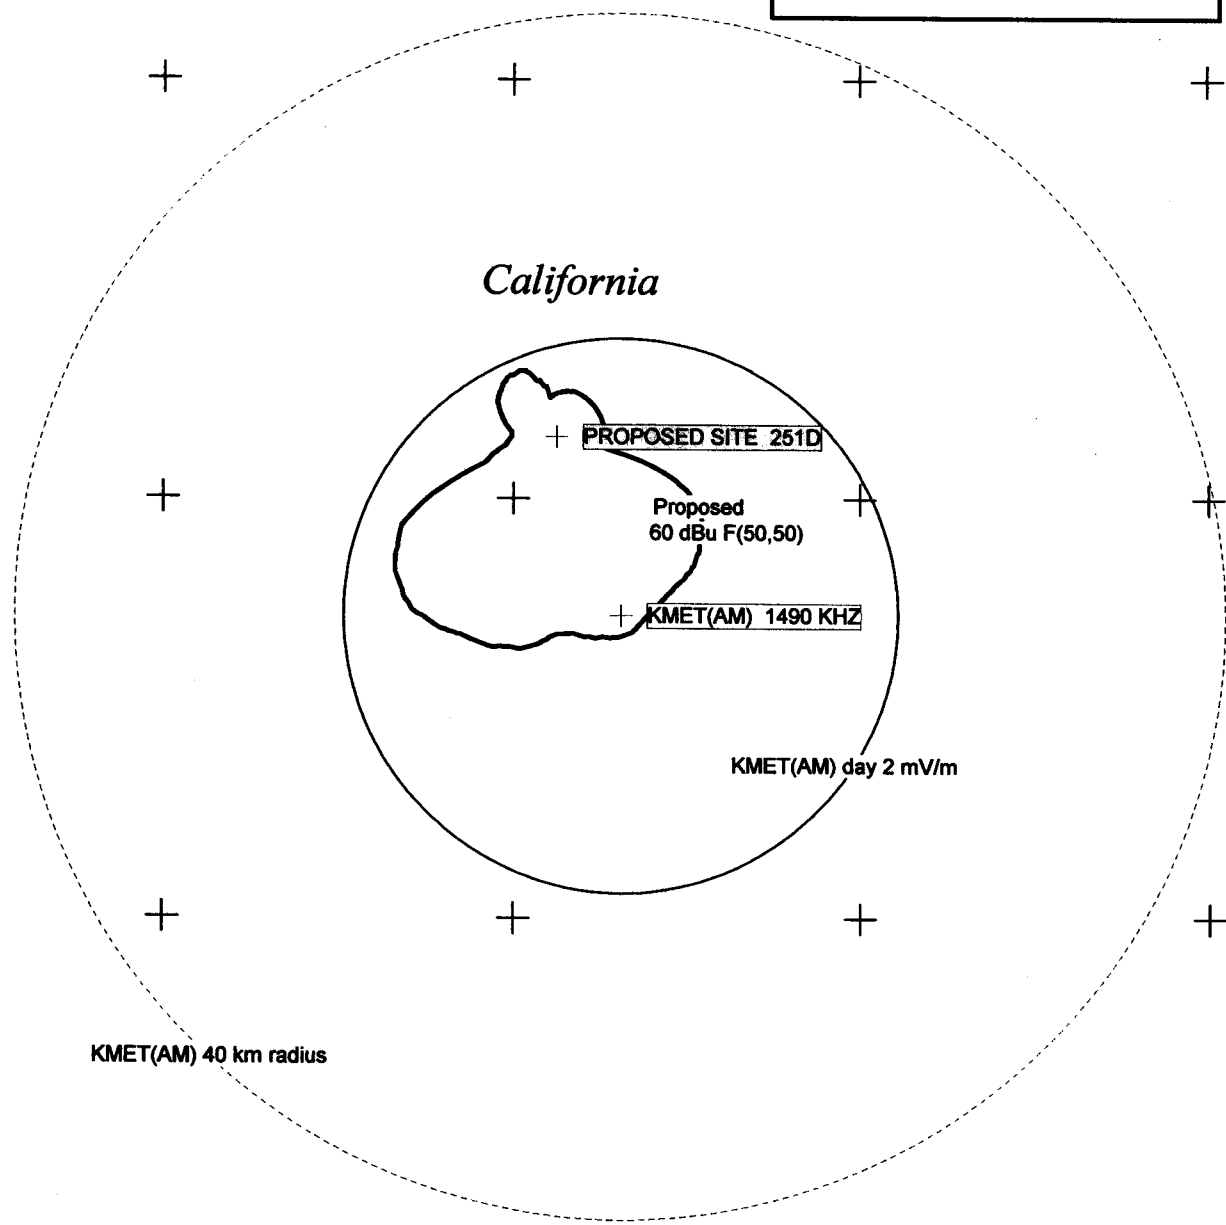 California
PROPOSED SITE 251D
Proposed
60 dBu F(50,50)
KMET(AM) 1490 KHZ
KMET(AM) day 2 mV/m
KMET(AM) 40 km radius